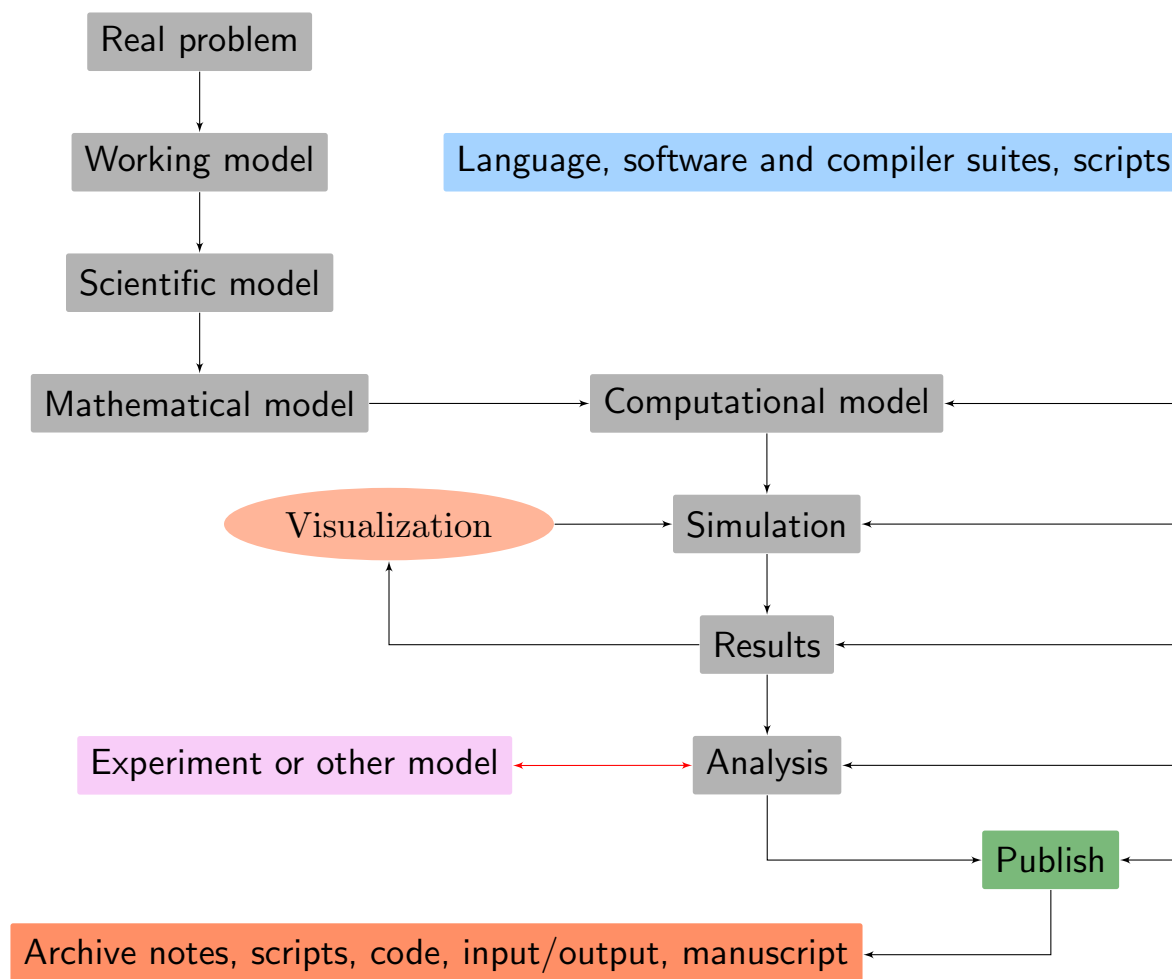 Real problem
Working model
Language, software and compiler suites, scripts
Scientific model
Mathematical model
Computational model
Visualization
Simulation
Results
Experiment or other model
Analysis
Publish
Archive notes, scripts, code, input/output, manuscript